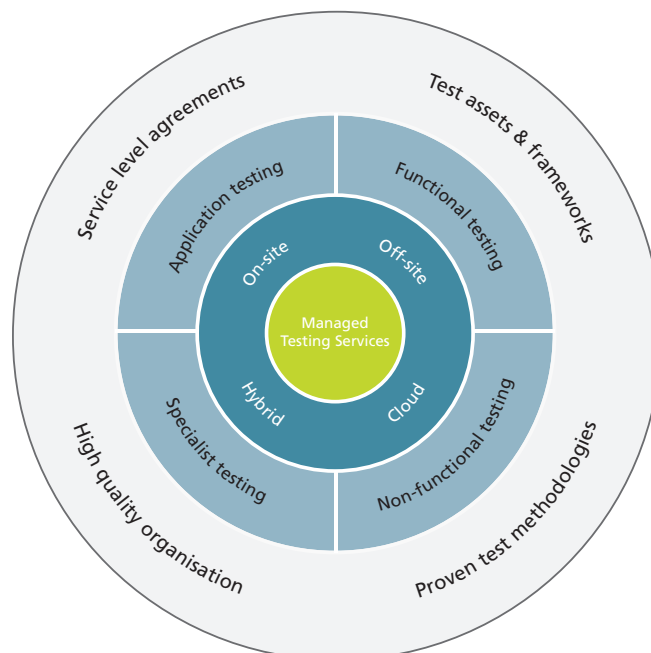 Service level agreements
Test assets & frameworks
Application testing
Functional testing
On-site
Off-site
Managed
Testing Services
Hybrid
Cloud
Specialist testing
Non-functional testing
High quality organisation
Proven test methodologies